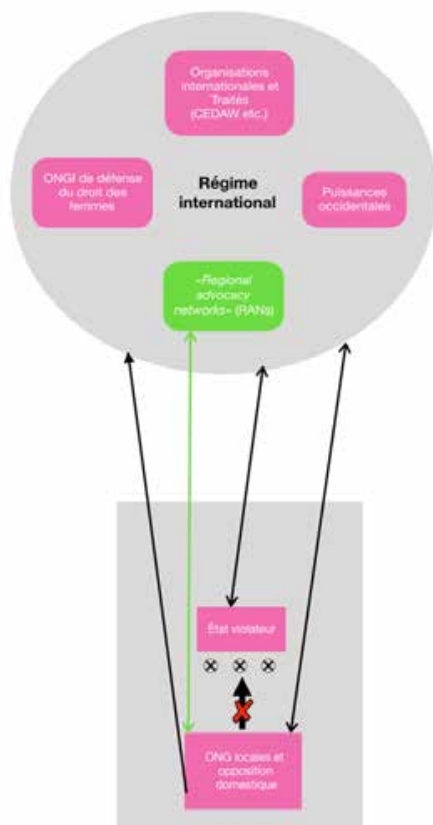 Organisations
internationales et
Traités
(CEDAW etc.)
ONGI de défense
du droit des
femmes
Régime
international
Puissances
occidentales
«Regional
advocacy
networks» (RANs)
État violateur
ONG locales et
opposition
domestique